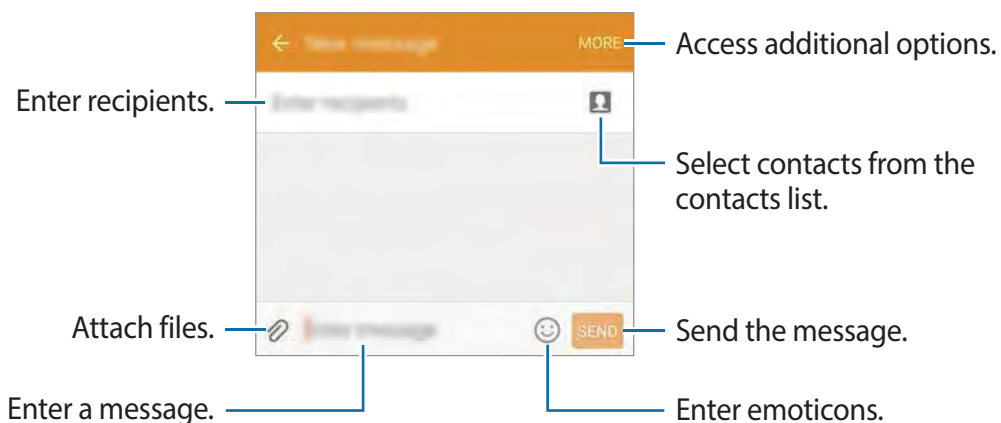 MORE
Access additional options.
Enter recipients.
Select contacts from the
contacts list.
Attach files.
SEND
Send the message.
Enter a message.
Enter emoticons.